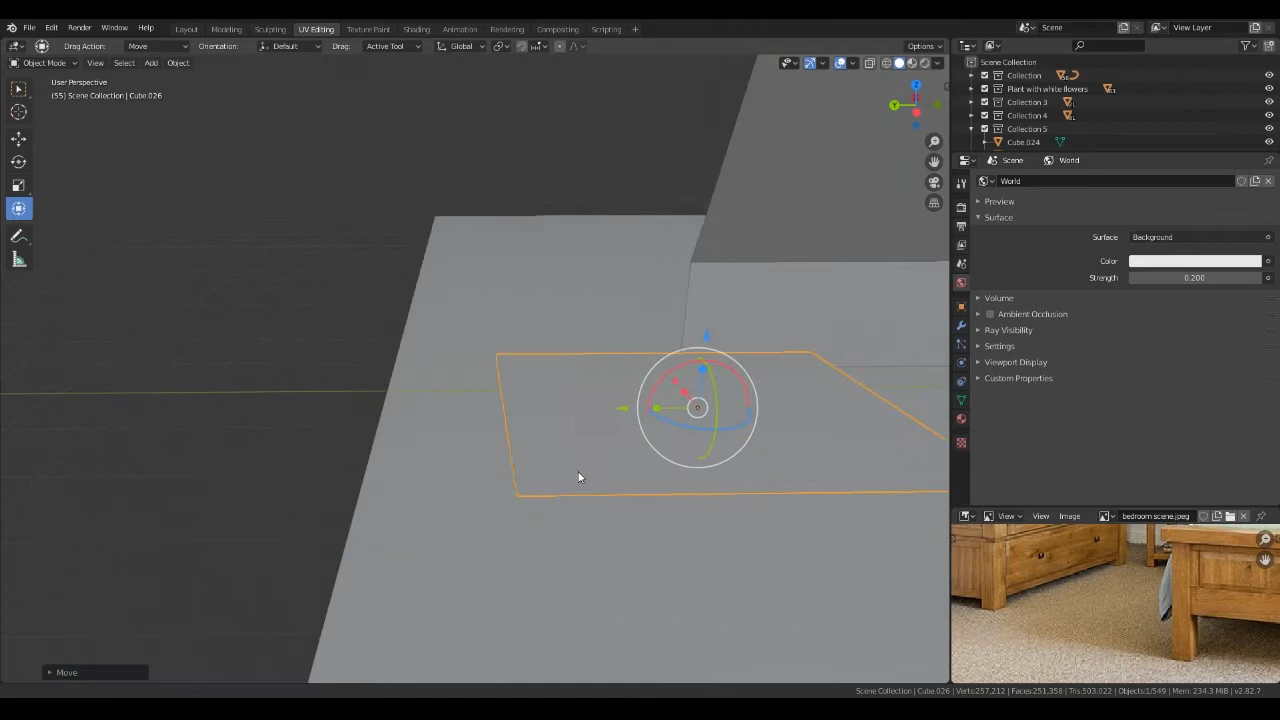 File Edit Render Window Help Layout Modeling Sculpting UV Editing Texture Paint Shading Animation Rendering Compositing Scripting + Scene View Layer
Drag Action: Move Orientation: Default Drag: Active Tool Global Options
Object Mode View Select Add Object
User Perspective
(55) Scene Collection | Cube.026
Y
Z
Scene Collection
Collection
Plant with white flowers
Collection 3
Collection 4
Collection 5
Cube.024
Scene World
World
Preview
Surface
Surface Background
Color
Strength 0.200
Volume
Ambient Occlusion
Ray Visibility
Settings
Viewport Display
Custom Properties
View View Image bedroom scene.jpeg
Move
Scene Collection | Cube.026 | Verts:257,212 | Faces:251,358 | Tris:503,022 | Objects:1/549 | Mem: 234.3 MiB | v2.82.7